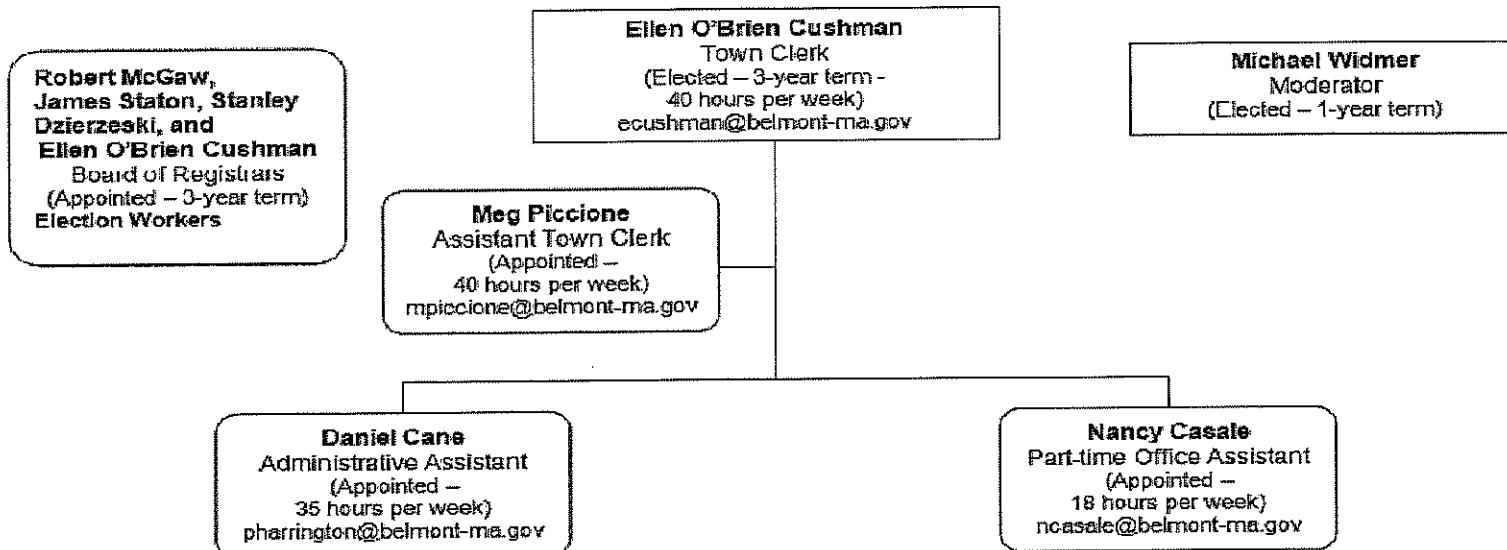 Ellen O'Brien Cushman
Town Clerk
(Elected – 3-year term -
40 hours per week)
ecushman@belmont-ma.gov
Robert McGaw,
James Staton, Stanley
Dzierzeski, and
Ellen O'Brien Cushman
Board of Registrars
(Appointed – 3-year term)
Election Workers
Michael Widmer
Moderator
(Elected – 1-year term)
Meg Piccione
Assistant Town Clerk
(Appointed –
40 hours per week)
mpiccione@belmont-ma.gov
Daniel Cane
Administrative Assistant
(Appointed –
35 hours per week)
pharrington@belmont-ma.gov
Nancy Casale
Part-time Office Assistant
(Appointed –
18 hours per week)
ncasale@belmont-ma.gov